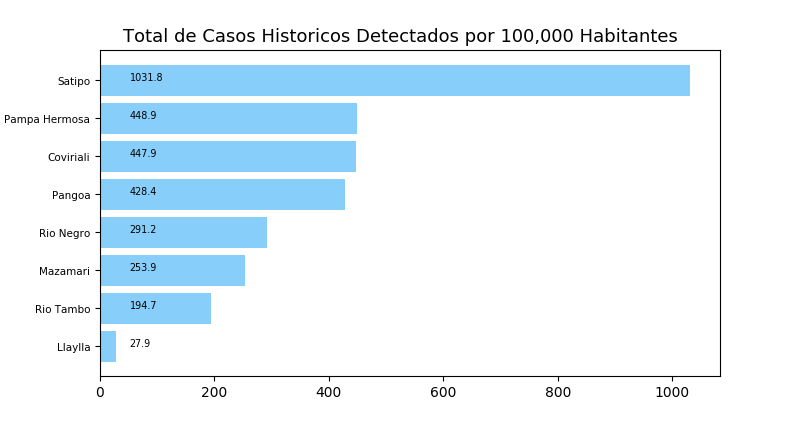 Total de Casos Historicos Detectados por 100,000 Habitantes
Satipo 1031.8
Pampa Hermosa 448.9
Coviriali 447.9
Pangoa 428.4
Rio Negro 291.2
Mazamari 253.9
Rio Tambo 194.7
Llaylla 27.9
0 200 400 600 800 1000